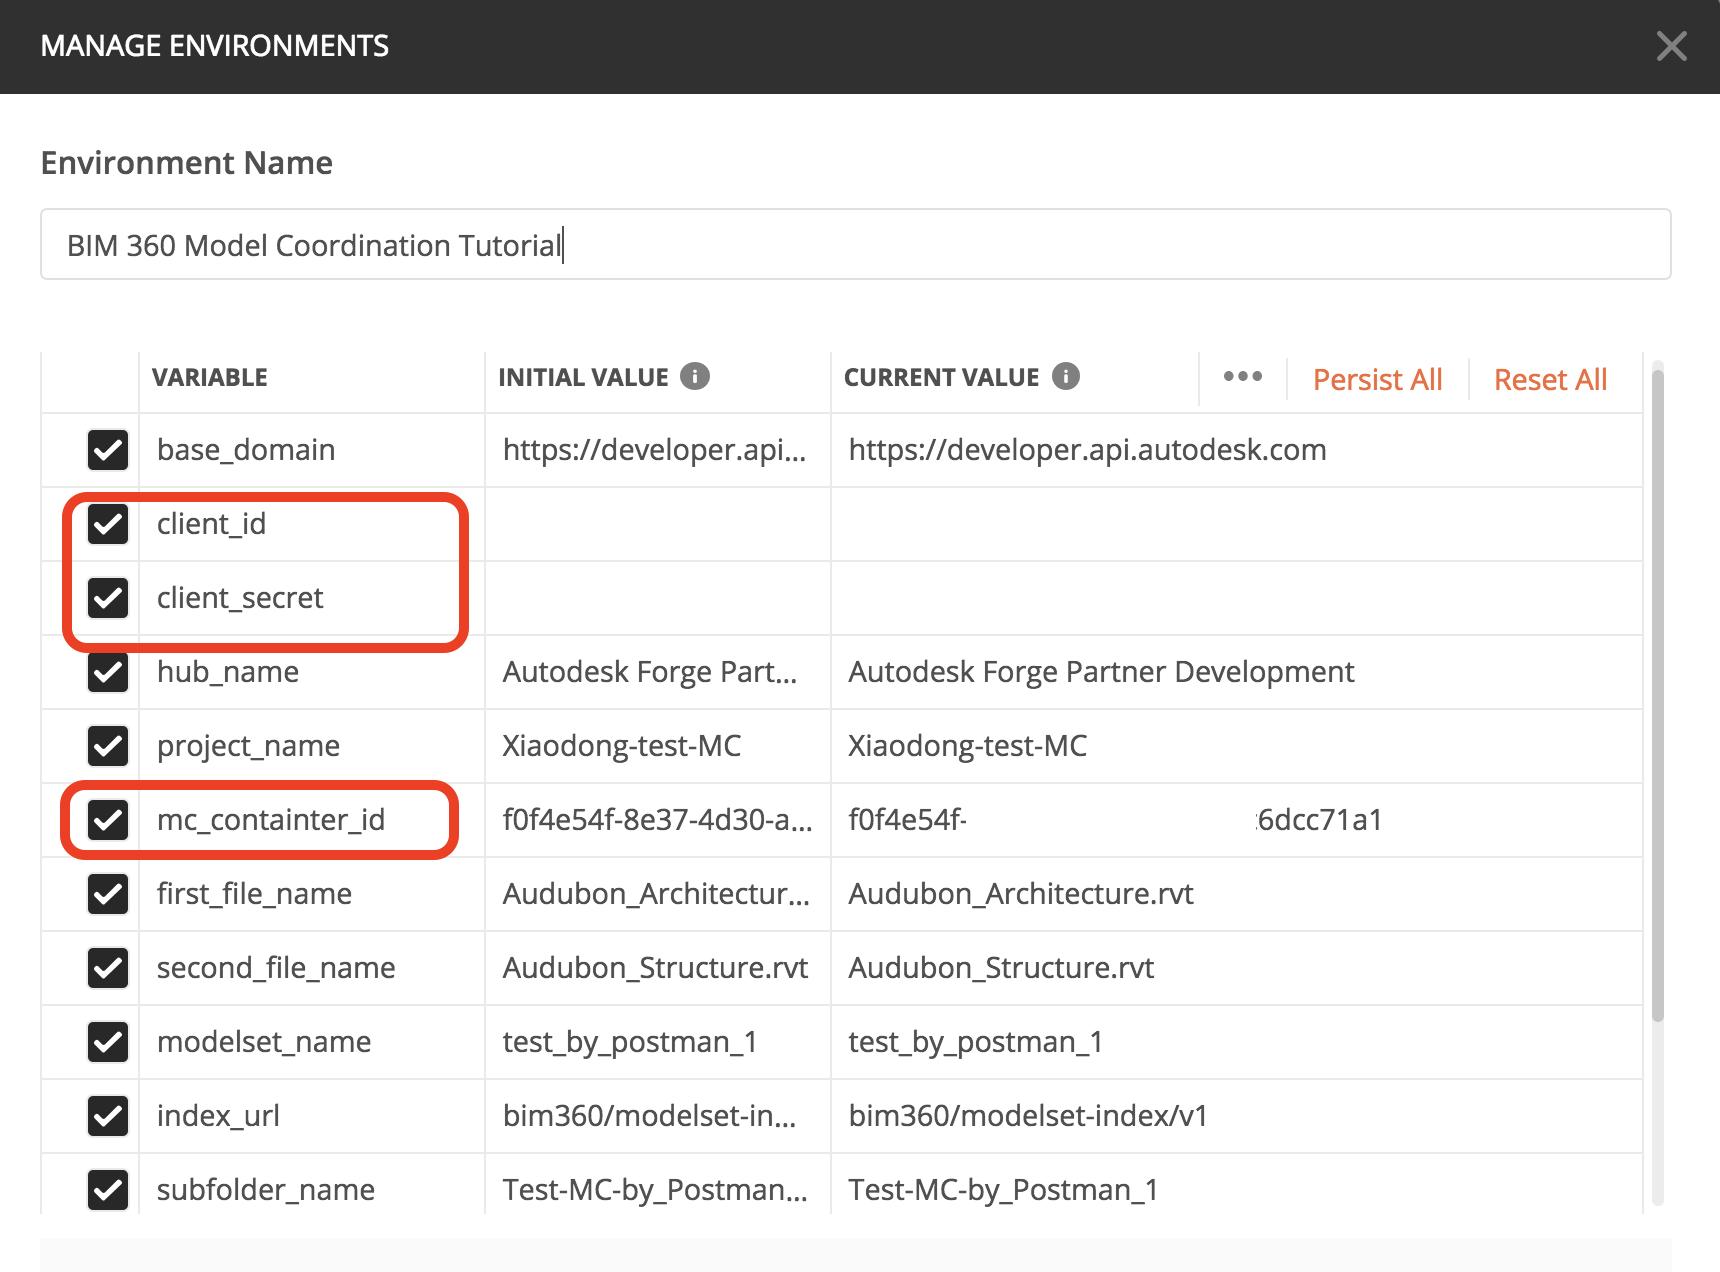 MANAGE ENVIRONMENTS
Environment Name
BIM 360 Model Coordination Tutorial
VARIABLE INITIAL VALUE CURRENT VALUE ••• Persist All Reset All
base_domain https://developer.api... https://developer.api.autodesk.com
client_id
client_secret
hub_name Autodesk Forge Part... Autodesk Forge Partner Development
project_name Xiaodong-test-MC Xiaodong-test-MC
mc_containter_id f0f4e54f-8e37-4d30-a... f0f4e54f- 6dcc71a1
first_file_name Audubon_Architectur... Audubon_Architecture.rvt
second_file_name Audubon_Structure.rvt Audubon_Structure.rvt
modelset_name test_by_postman_1 test_by_postman_1
index_url bim360/modelset-in... bim360/modelset-index/v1
subfolder_name Test-MC-by_Postman... Test-MC-by_Postman_1